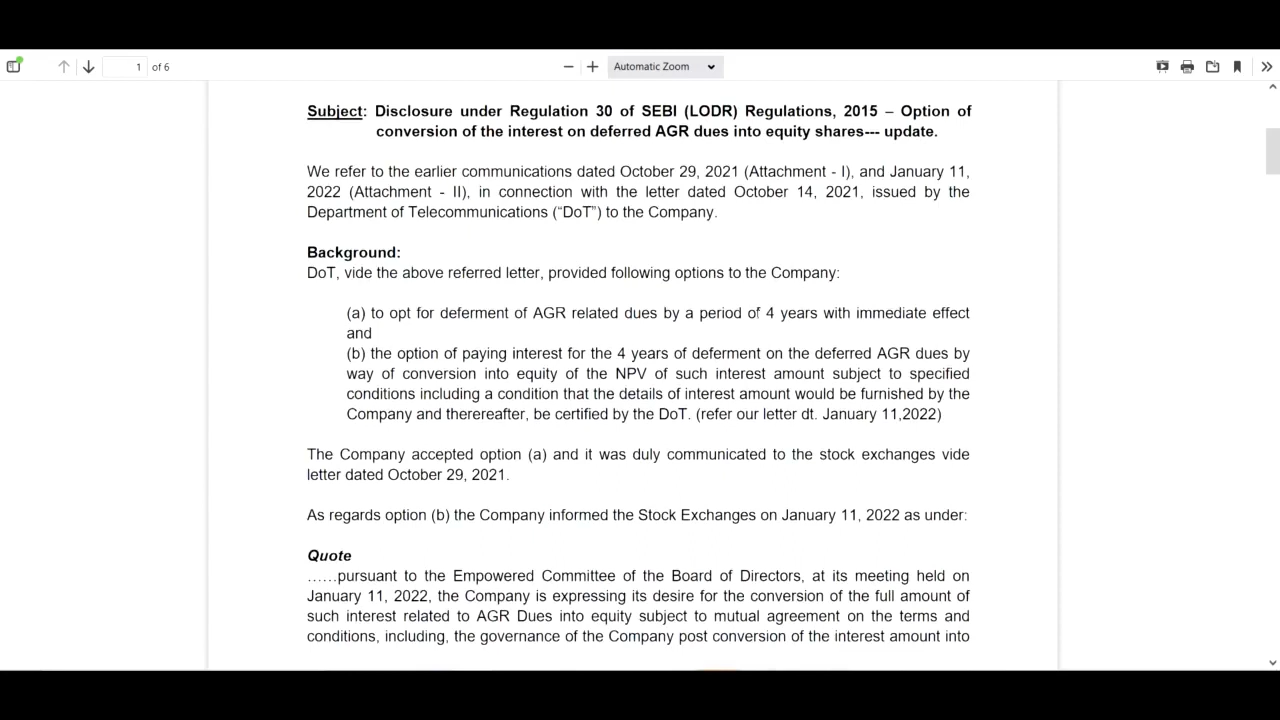 1 of 6
Automatic Zoom
Subject: Disclosure under Regulation 30 of SEBI (LODR) Regulations, 2015 – Option of
conversion of the interest on deferred AGR dues into equity shares--- update.
We refer to the earlier communications dated October 29, 2021 (Attachment - I), and January 11,
2022 (Attachment - II), in connection with the letter dated October 14, 2021, issued by the
Department of Telecommunications (“DoT”) to the Company.
Background:
DoT, vide the above referred letter, provided following options to the Company:
(a) to opt for deferment of AGR related dues by a period of 4 years with immediate effect
and
(b) the option of paying interest for the 4 years of deferment on the deferred AGR dues by
way of conversion into equity of the NPV of such interest amount subject to specified
conditions including a condition that the details of interest amount would be furnished by the
Company and therereafter, be certified by the DoT. (refer our letter dt. January 11,2022)
The Company accepted option (a) and it was duly communicated to the stock exchanges vide
letter dated October 29, 2021.
As regards option (b) the Company informed the Stock Exchanges on January 11, 2022 as under:
Quote
……pursuant to the Empowered Committee of the Board of Directors, at its meeting held on
January 11, 2022, the Company is expressing its desire for the conversion of the full amount of
such interest related to AGR Dues into equity subject to mutual agreement on the terms and
conditions, including, the governance of the Company post conversion of the interest amount into